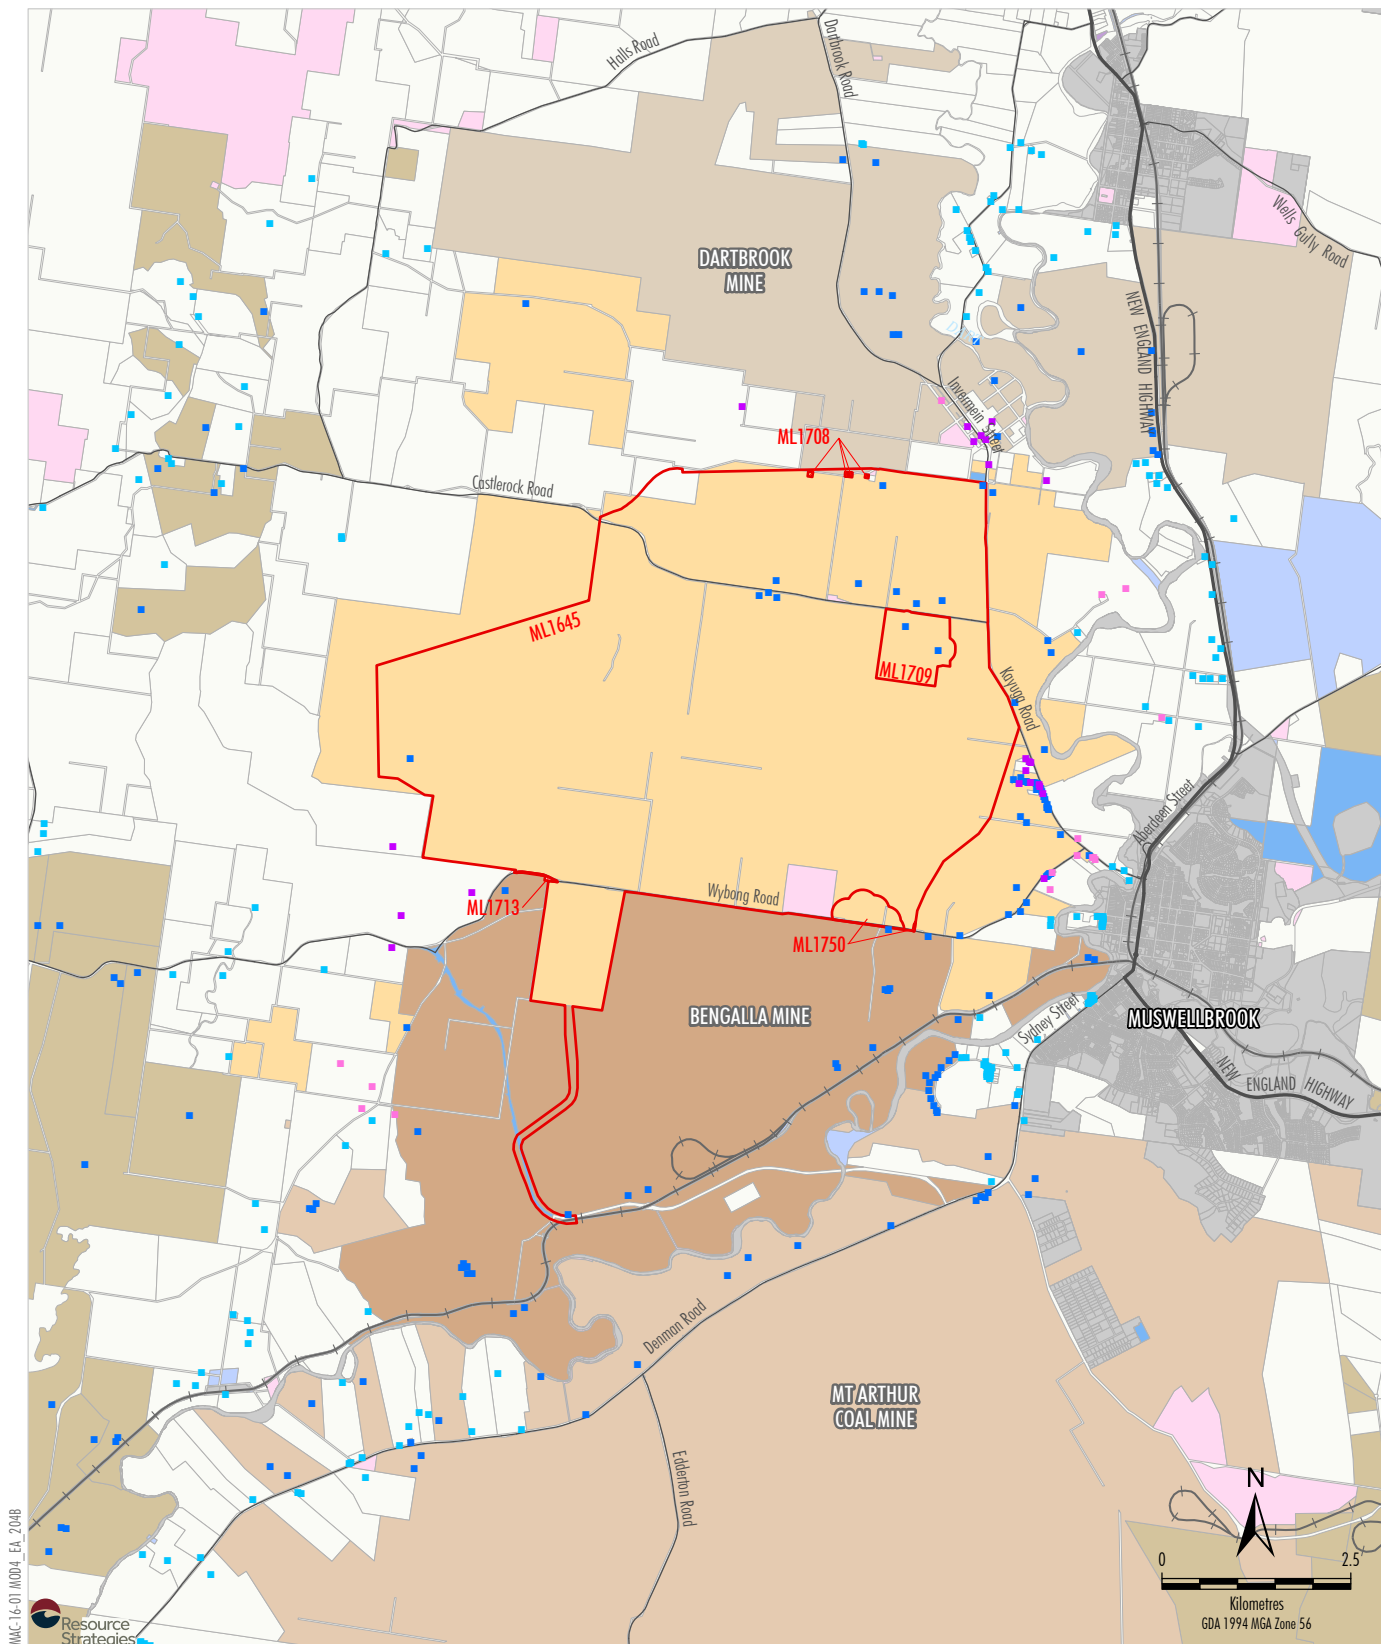 Halls Road
Dartbrook Road
Wells Gully Road
DARTBROOK
MINE
NEW ENGLAND HIGHWAY
Invermein Street
ML1708
Castlerock Road
ML1645
ML1709
Kayuga Road
Aberdeen Street
Wybong Road
ML1713
ML1750
BENGALLA MINE
Sydney Street
MUSWELLBROOK
NEW ENGLAND HIGHWAY
Denman Road
MT ARTHUR
COAL MINE
Edderton Road
N
0 2.5
Kilometres
GDA 1994 MGA Zone 56
MAC-16-01 MOD4_EA_204B
Resource
Strategies